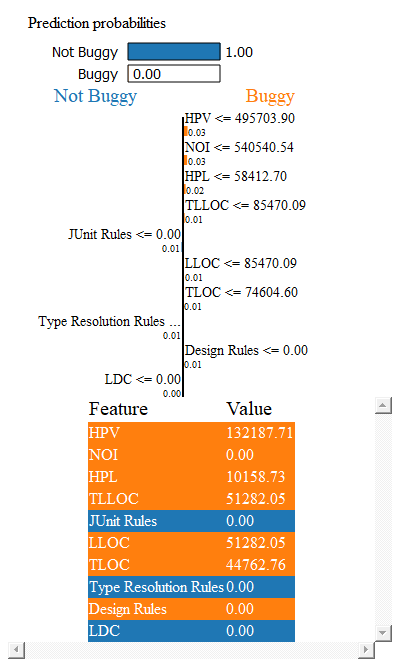 Prediction probabilities
Not Buggy 1.00
Buggy 0.00
Not Buggy Buggy
HPV <= 495703.90
0.03
NOI <= 540540.54
0.03
HPL <= 58412.70
0.02
TLLOC <= 85470.09
0.01
JUnit Rules <= 0.00
0.01
LLOC <= 85470.09
0.01
TLOC <= 74604.60
0.01
Type Resolution Rules ...
0.01
Design Rules <= 0.00
0.01
LDC <= 0.00
0.00
Feature Value
HPV 132187.71
NOI 0.00
HPL 10158.73
TLLOC 51282.05
JUnit Rules 0.00
LLOC 51282.05
TLOC 44762.76
Type Resolution Rules 0.00
Design Rules 0.00
LDC 0.00